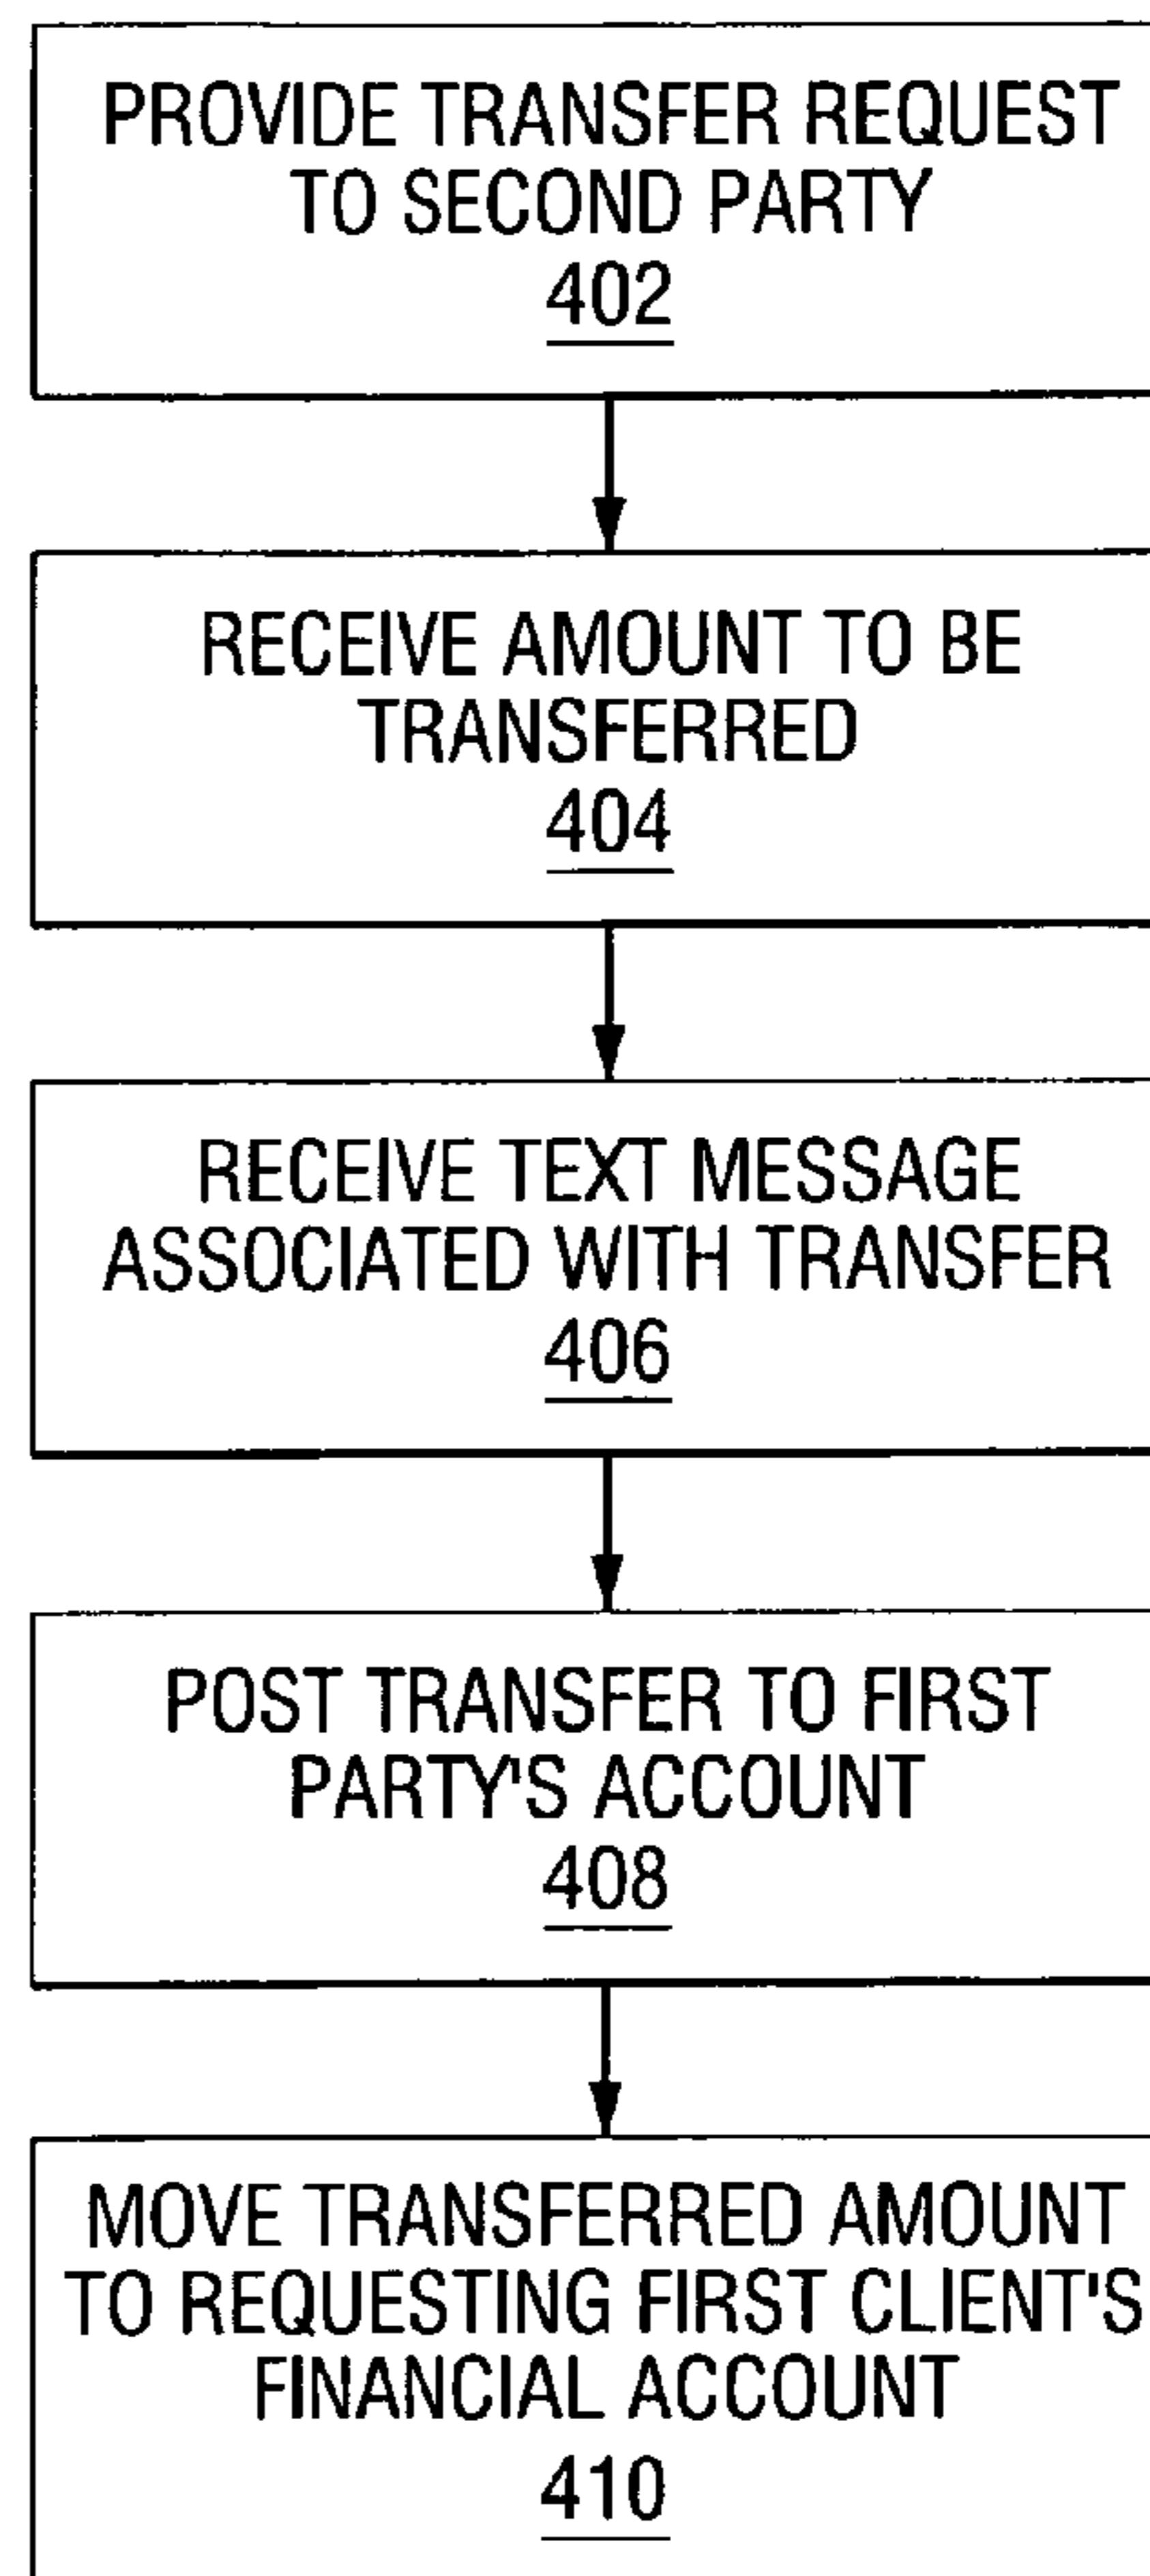 PROVIDE TRANSFER REQUEST
TO SECOND PARTY
402
RECEIVE AMOUNT TO BE
TRANSFERRED
404
RECEIVE TEXT MESSAGE
ASSOCIATED WITH TRANSFER
406
POST TRANSFER TO FIRST
PARTY'S ACCOUNT
408
MOVE TRANSFERRED AMOUNT
TO REQUESTING FIRST CLIENT'S
FINANCIAL ACCOUNT
410